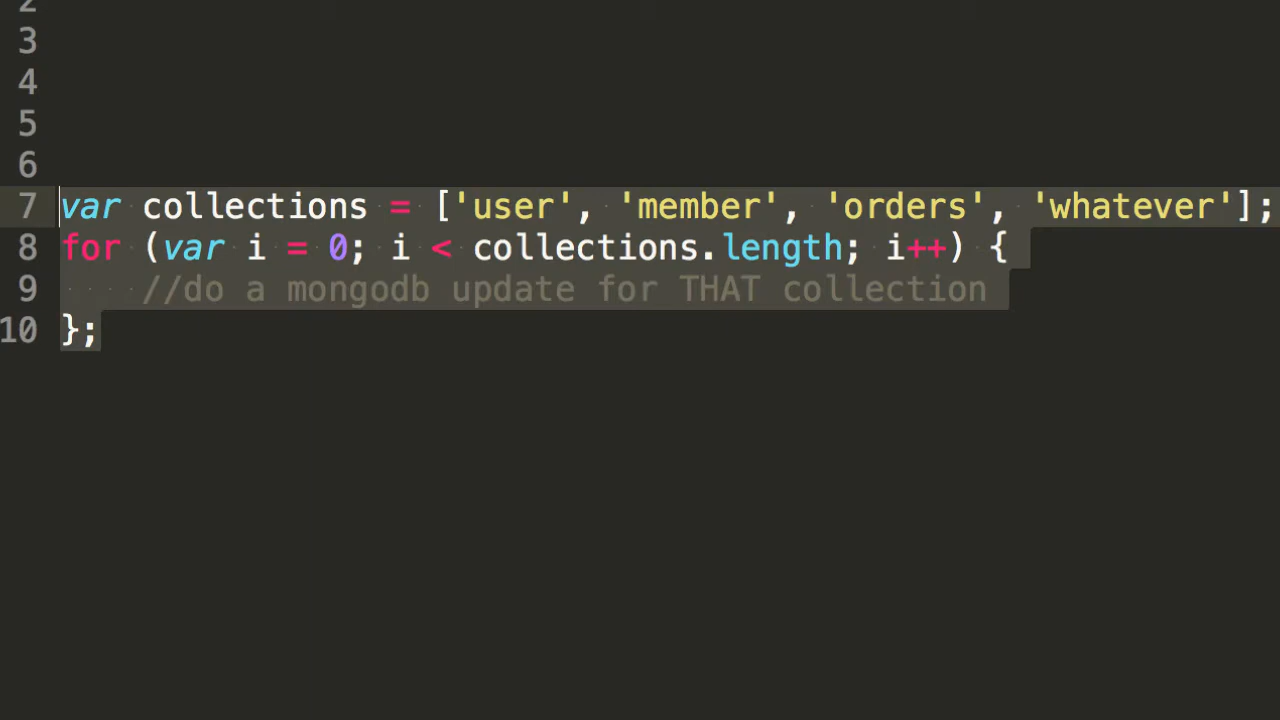 2
3
4
5
6
7 var collections = ['user', 'member', 'orders', 'whatever'];
8 for (var i = 0; i < collections.length; i++) {
9 //do a mongodb update for THAT collection
10 };